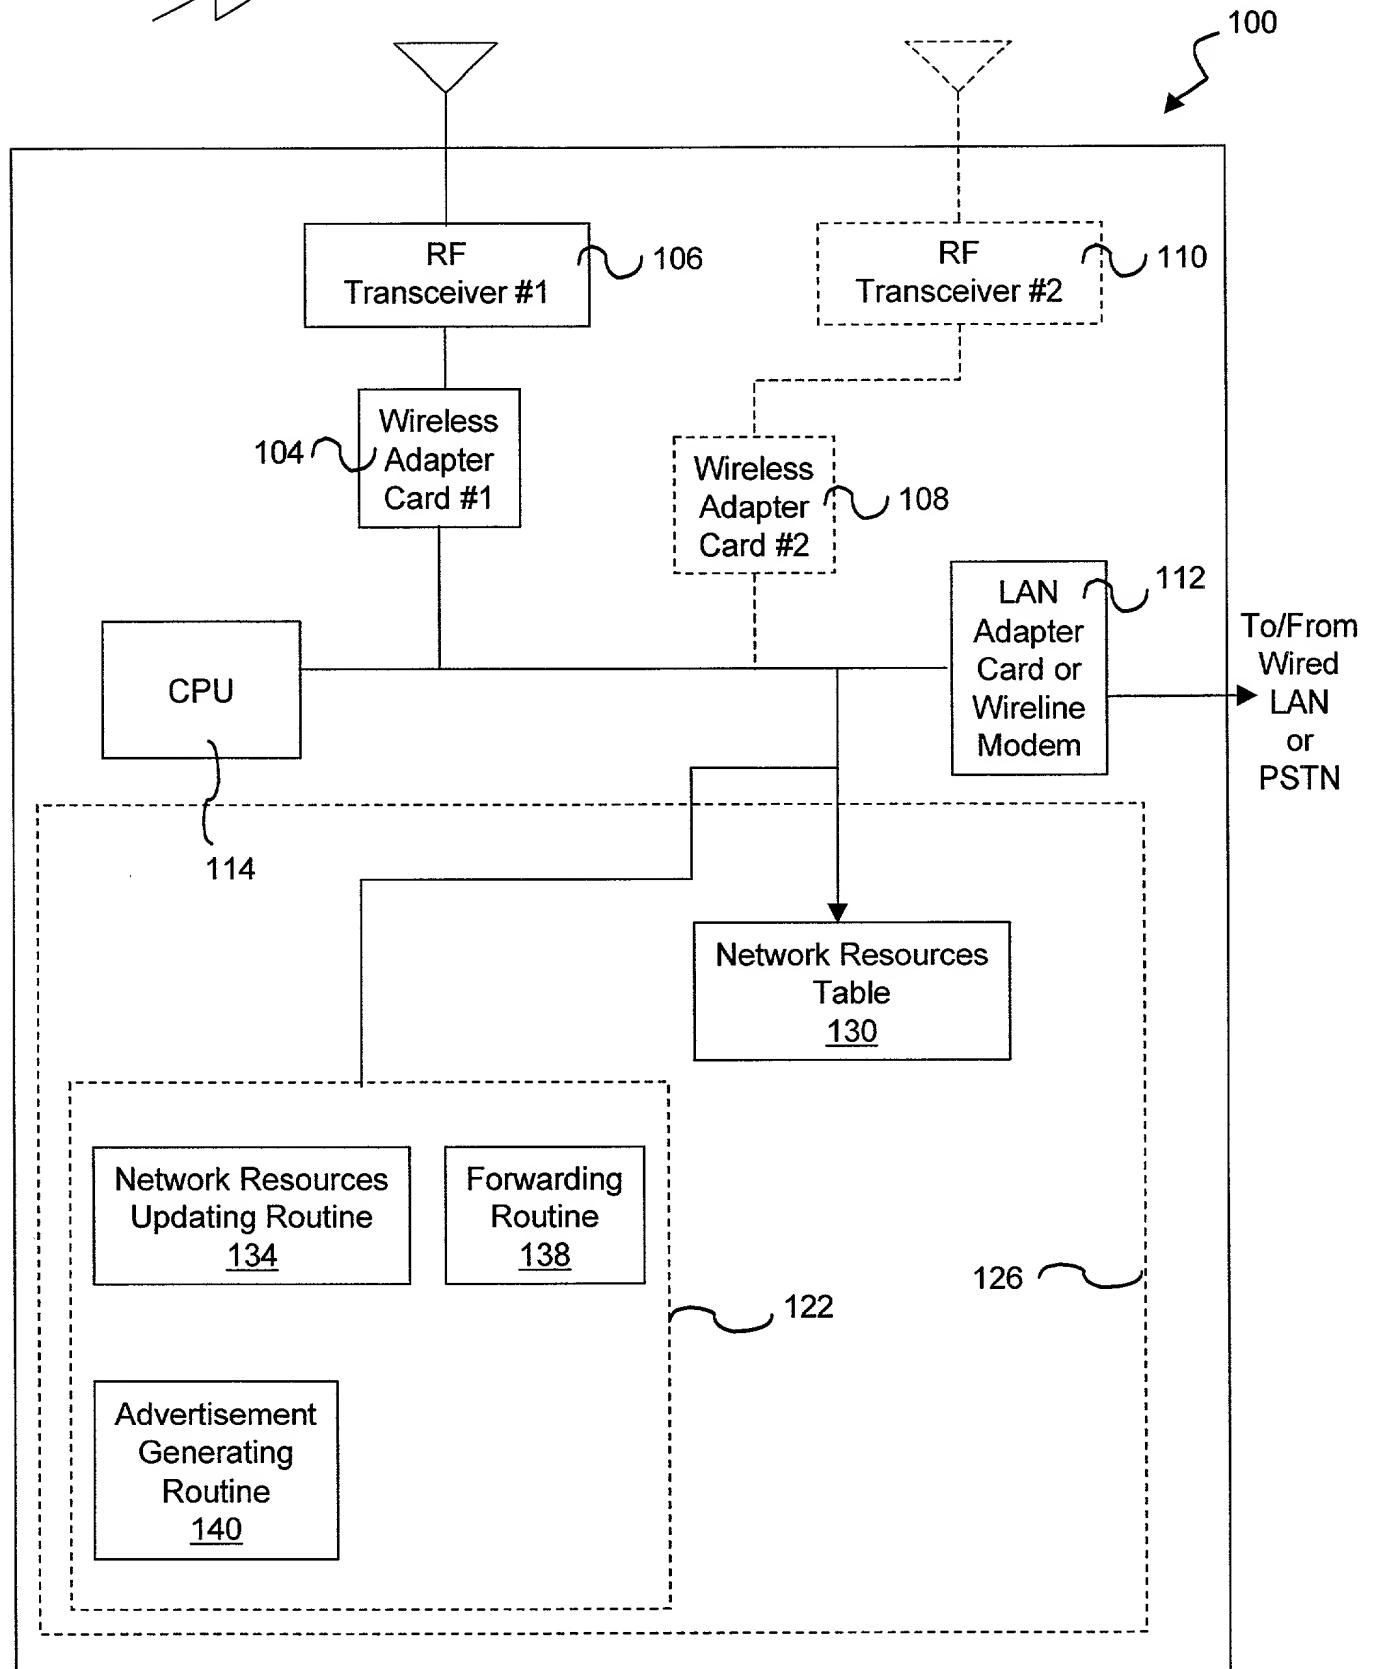 100
RF
Transceiver #1
106
RF
Transceiver #2
110
Wireless
Adapter
Card #1
104
Wireless
Adapter
Card #2
108
LAN
Adapter
Card or
Wireline
Modem
112
To/From
Wired
LAN
or
PSTN
CPU
114
Network Resources
Table
130
Network Resources
Updating Routine
134
Forwarding
Routine
138
126
122
Advertisement
Generating
Routine
140